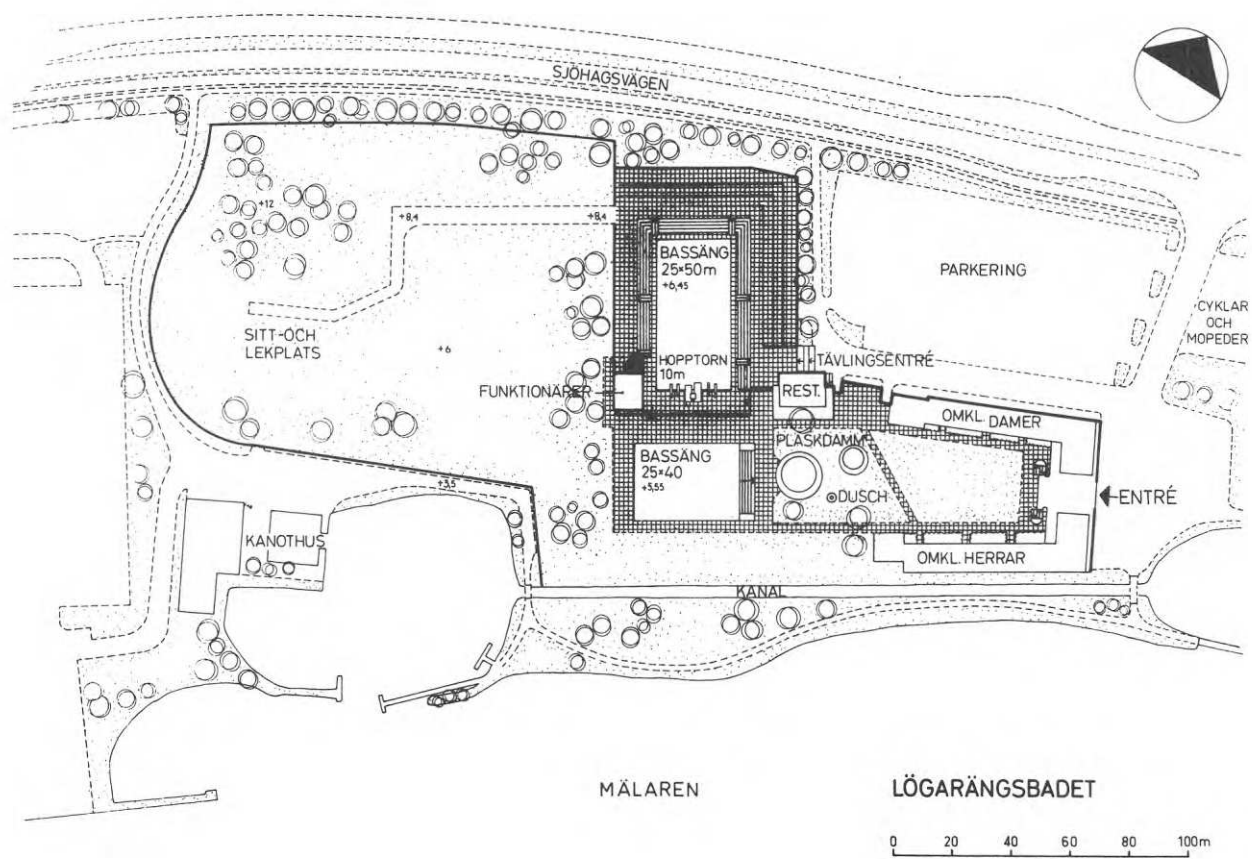 SJÖHAGSVÄGEN
+12
+8,4
+8,4
BASSÄNG
25×50m
+6,45
PARKERING
CYKLAR
OCH
MOPEDER
SITT-OCH
LEKPLATS
+6
HOPPTORN
10m
TÄVLINGSENTRÉ
FUNKTIONÄRER
REST.
OMKL. DAMER
PLASKDAMM
BASSÄNG
25×40
+5,55
DUSCH
ENTRÉ
+3,5
KANOTHUS
OMKL. HERRAR
KANAL
MÄLAREN
LÖGARÄNGSBADET
0 20 40 60 80 100m